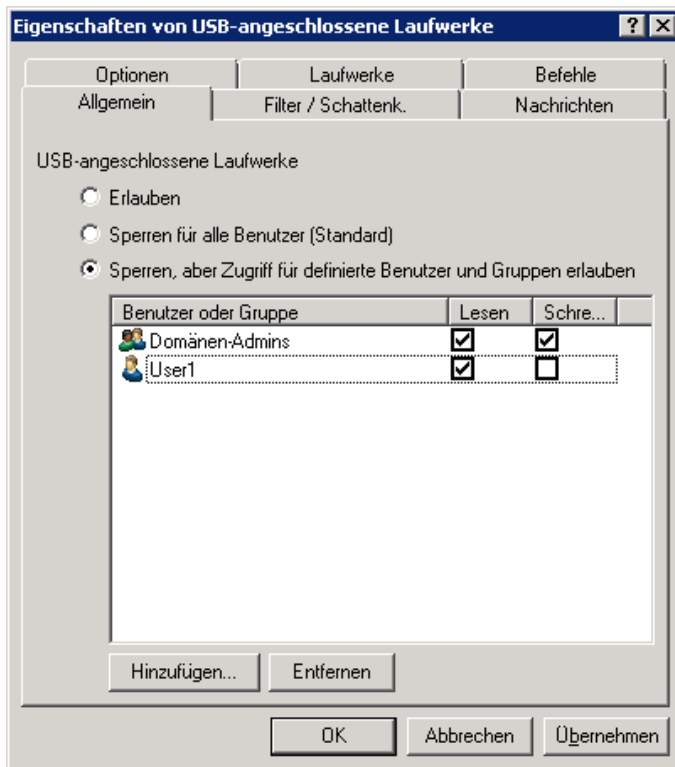 Eigenschaften von USB-angeschlossene Laufwerke
Optionen Laufwerke Befehle
Allgemein Filter / Schattenk. Nachrichten
USB-angeschlossene Laufwerke
Erlauben
Sperren für alle Benutzer (Standard)
Sperren, aber Zugriff für definierte Benutzer und Gruppen erlauben
Benutzer oder Gruppe Lesen Schre...
Domänen-Admins
User1
Hinzufügen... Entfernen
OK Abbrechen Übernehmen